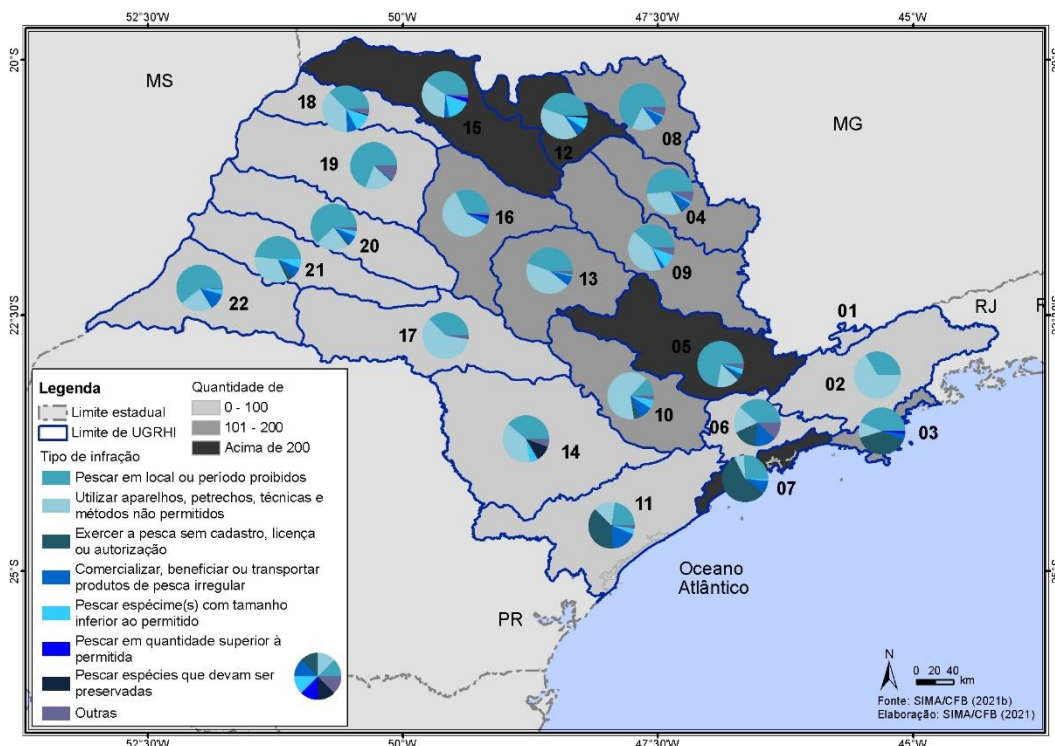 52°30'W 50°W 47°30'W 45°W
20°S
20°S
MS
MG
18
15
12
08
19
16
04
20
09
21
13
22
22°30'S
01
RJ
17
05
02
10
06
03
14
07
11
25°S
Oceano
Atlântico
PR
Legenda
Limite estadual
Limite de UGRHI
Quantidade de
0 - 100
101 - 200
Acima de 200
Tipo de infração
Pescar em local ou período proibidos
Utilizar aparelhos, petrechos, técnicas e
métodos não permitidos
Exercer a pesca sem cadastro, licença
ou autorização
Comercializar, beneficiar ou transportar
produtos de pesca irregular
Pescar espécime(s) com tamanho
inferior ao permitido
Pescar em quantidade superior à
permitida
Pescar espécies que devam ser
preservadas
Outras
N
0 20 40
km
Fonte: SIMA/CFB (2021b)
Elaboração: SIMA/CFB (2021)
52°30'W 50°W 47°30'W 45°W